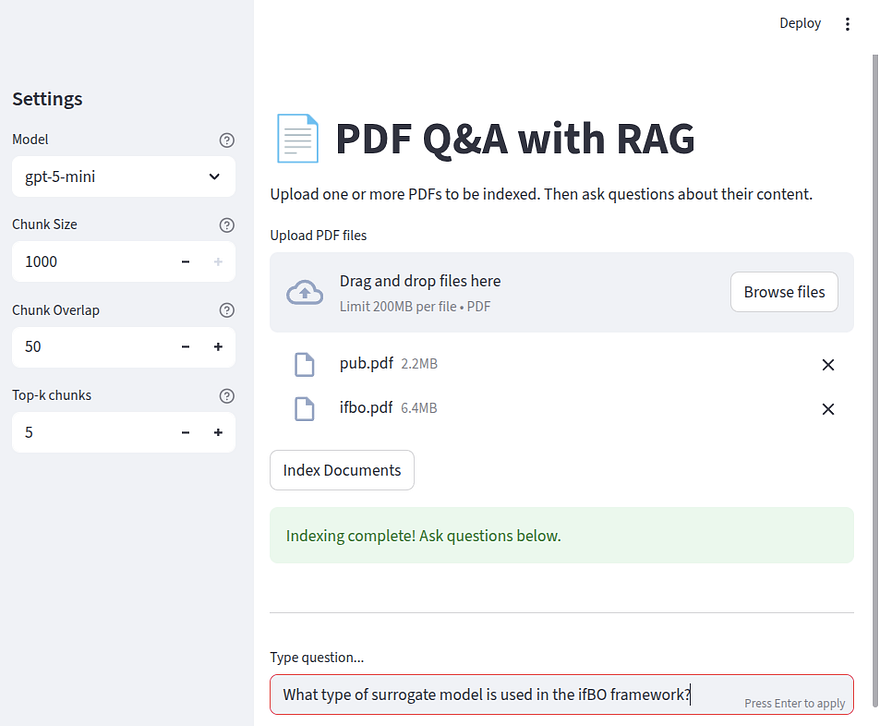 Deploy
Settings
Model
gpt-5-mini
Chunk Size
1000
Chunk Overlap
50
Top-k chunks
5
PDF Q&A with RAG
Upload one or more PDFs to be indexed. Then ask questions about their content.
Upload PDF files
Drag and drop files here
Limit 200MB per file • PDF
Browse files
pub.pdf 2.2MB
ifbo.pdf 6.4MB
Index Documents
Indexing complete! Ask questions below.
Type question...
What type of surrogate model is used in the ifBO framework?
Press Enter to apply